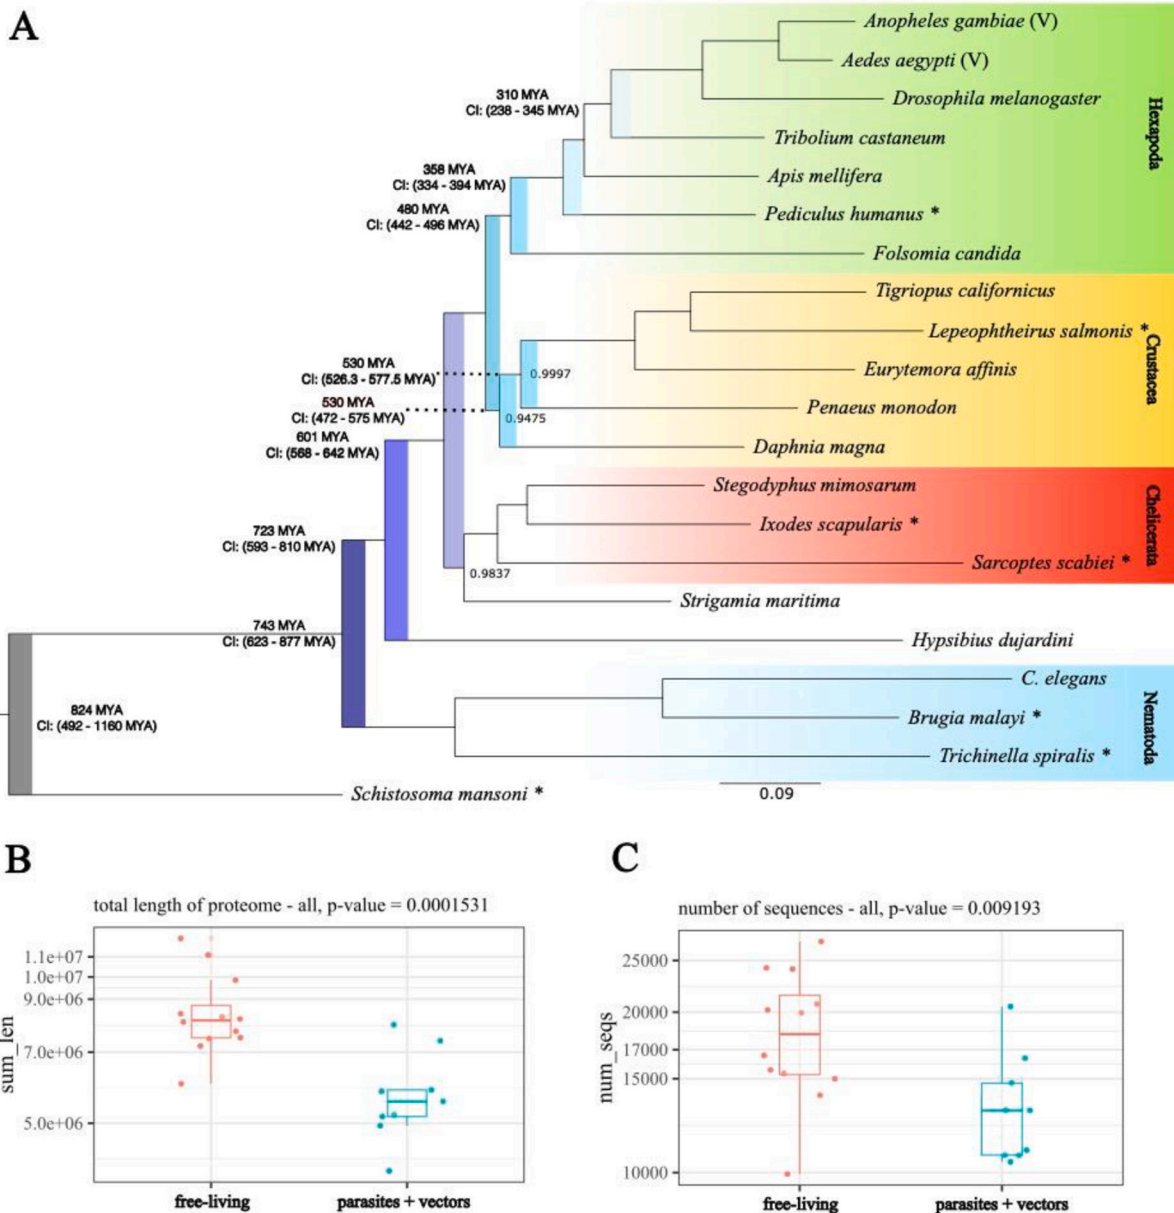 A
Anopheles gambiae (V)
Aedes aegypti (V)
310 MYA
CI: (238 - 345 MYA)
Drosophila melanogaster
Hexapoda
Tribolium castaneum
358 MYA
CI: (334 - 394 MYA)
Apis mellifera
480 MYA
CI: (442 - 496 MYA)
Pediculus humanus *
Folsomia candida
Tigriopus californicus
Lepeophtheirus salmonis *
Crustacea
530 MYA
CI: (526.3 - 577.5 MYA)
0.9997
Eurytemora affinis
530 MYA
CI: (472 - 575 MYA)
0.9475
Penaeus monodon
601 MYA
CI: (568 - 642 MYA)
Daphnia magna
Stegodyphus mimosarum
Chelicerata
723 MYA
CI: (593 - 810 MYA)
Ixodes scapularis *
0.9837
Sarcoptes scabiei *
Strigamia maritima
743 MYA
CI: (623 - 877 MYA)
Hypsibius dujardini
C. elegans
824 MYA
CI: (492 - 1160 MYA)
Brugia malayi *
Nematoda
Trichinella spiralis *
Schistosoma mansoni *
0.09
B
total length of proteome - all, p-value = 0.0001531
1.1e+07
1.0e+07
9.0e+06
7.0e+06
5.0e+06
sum_len
free-living
parasites + vectors
C
number of sequences - all, p-value = 0.009193
25000
20000
17000
15000
10000
num_seqs
free-living
parasites + vectors